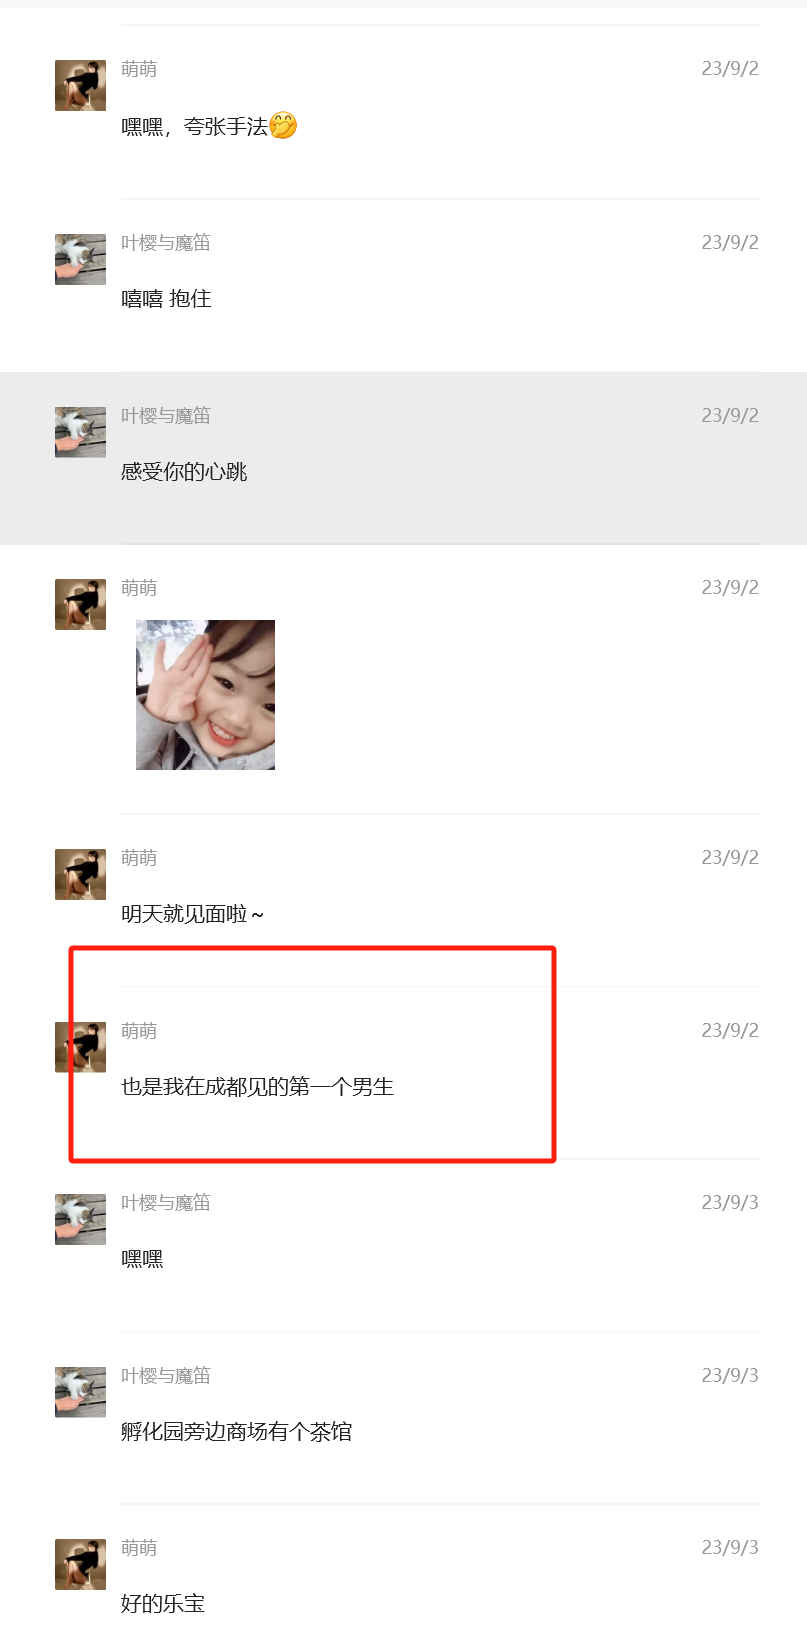 萌萌 23/9/2
嘿嘿，夸张手法🤭
叶樱与魔笛 23/9/2
嘻嘻 抱住
叶樱与魔笛 23/9/2
感受你的心跳
萌萌 23/9/2
萌萌 23/9/2
明天就见面啦～
萌萌 23/9/2
也是我在成都见的第一个男生
叶樱与魔笛 23/9/3
嘿嘿
叶樱与魔笛 23/9/3
孵化园旁边商场有个茶馆
萌萌 23/9/3
好的乐宝